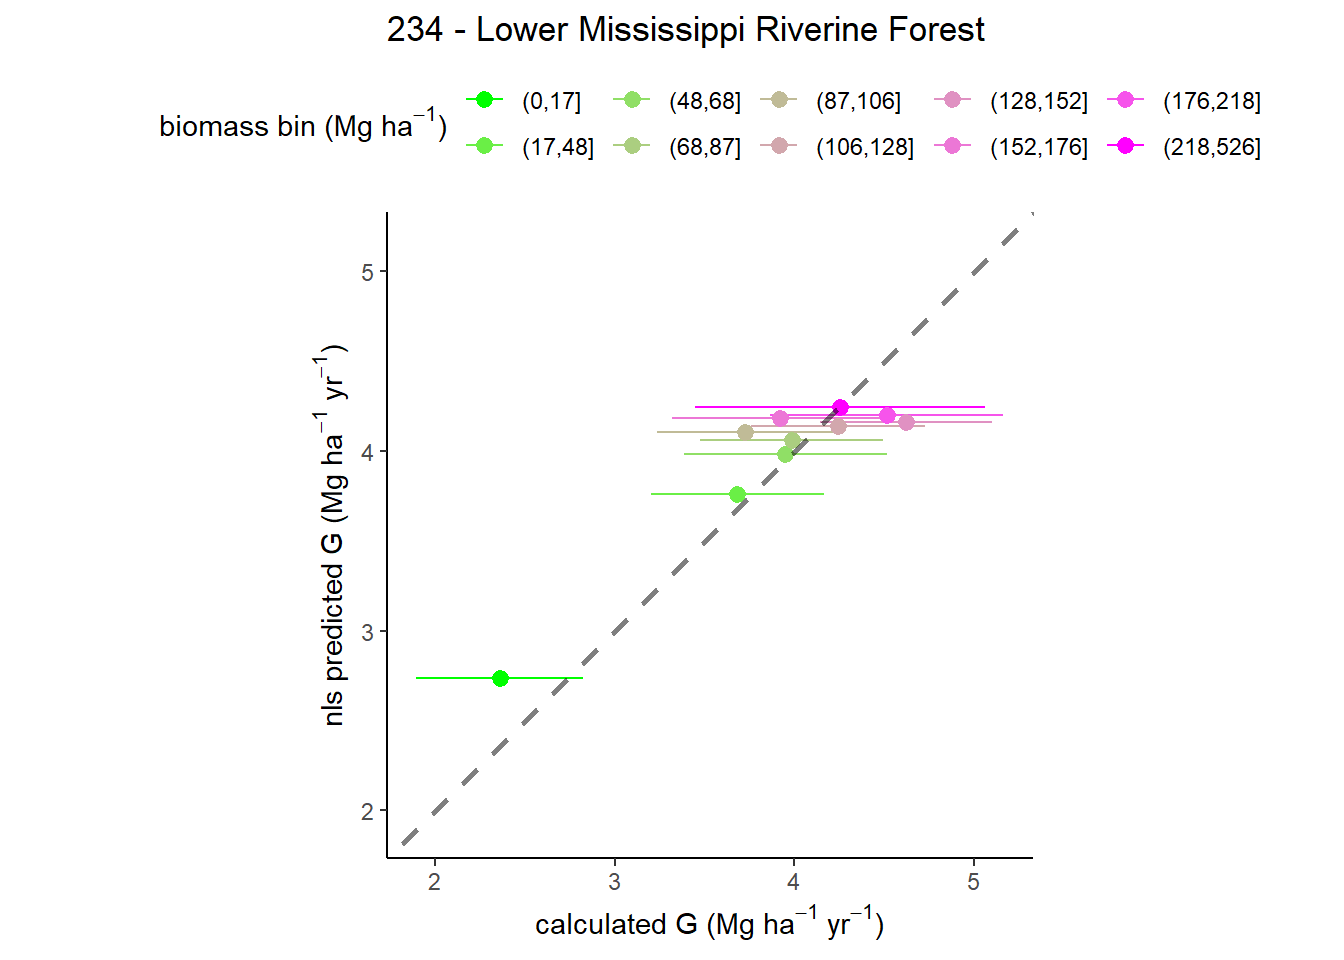 234 - Lower Mississippi Riverine Forest
biomass bin (Mg ha⁻¹)
(0,17] (48,68] (87,106] (128,152] (176,218]
(17,48] (68,87] (106,128] (152,176] (218,526]
nls predicted G (Mg ha⁻¹ yr⁻¹)
5
4
3
2
2 3 4 5
calculated G (Mg ha⁻¹ yr⁻¹)